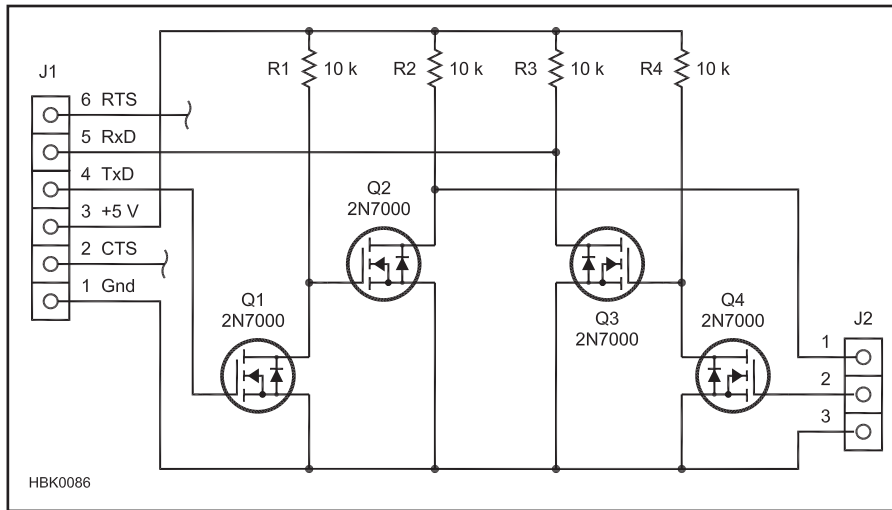 J1
6 RTS
5 RxD
4 TxD
3 +5 V
2 CTS
1 Gnd
R1 10 k
R2 10 k
R3 10 k
R4 10 k
Q2
2N7000
Q1
2N7000
Q3
2N7000
Q4
2N7000
J2
1
2
3
HBK0086